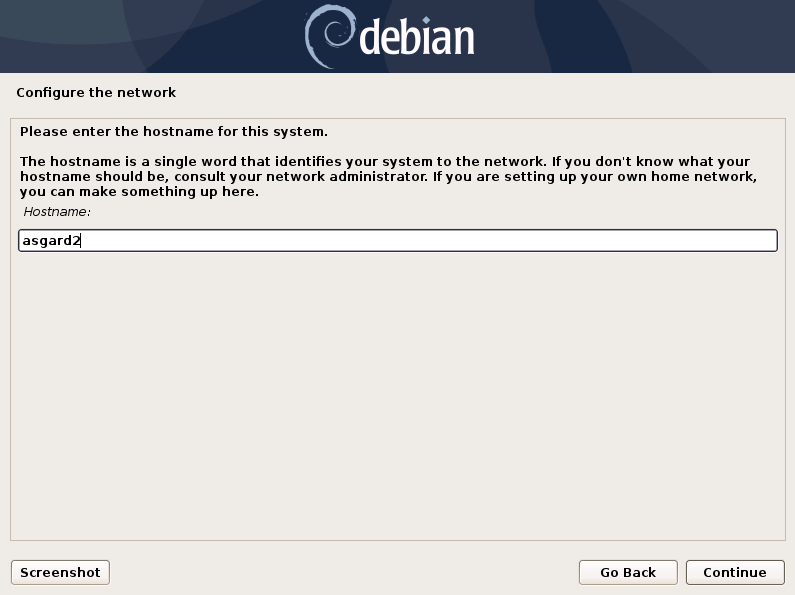 debian
Configure the network
Please enter the hostname for this system.
The hostname is a single word that identifies your system to the network. If you don't know what your
hostname should be, consult your network administrator. If you are setting up your own home network,
you can make something up here.
Hostname:
asgard2
Screenshot
Go Back
Continue